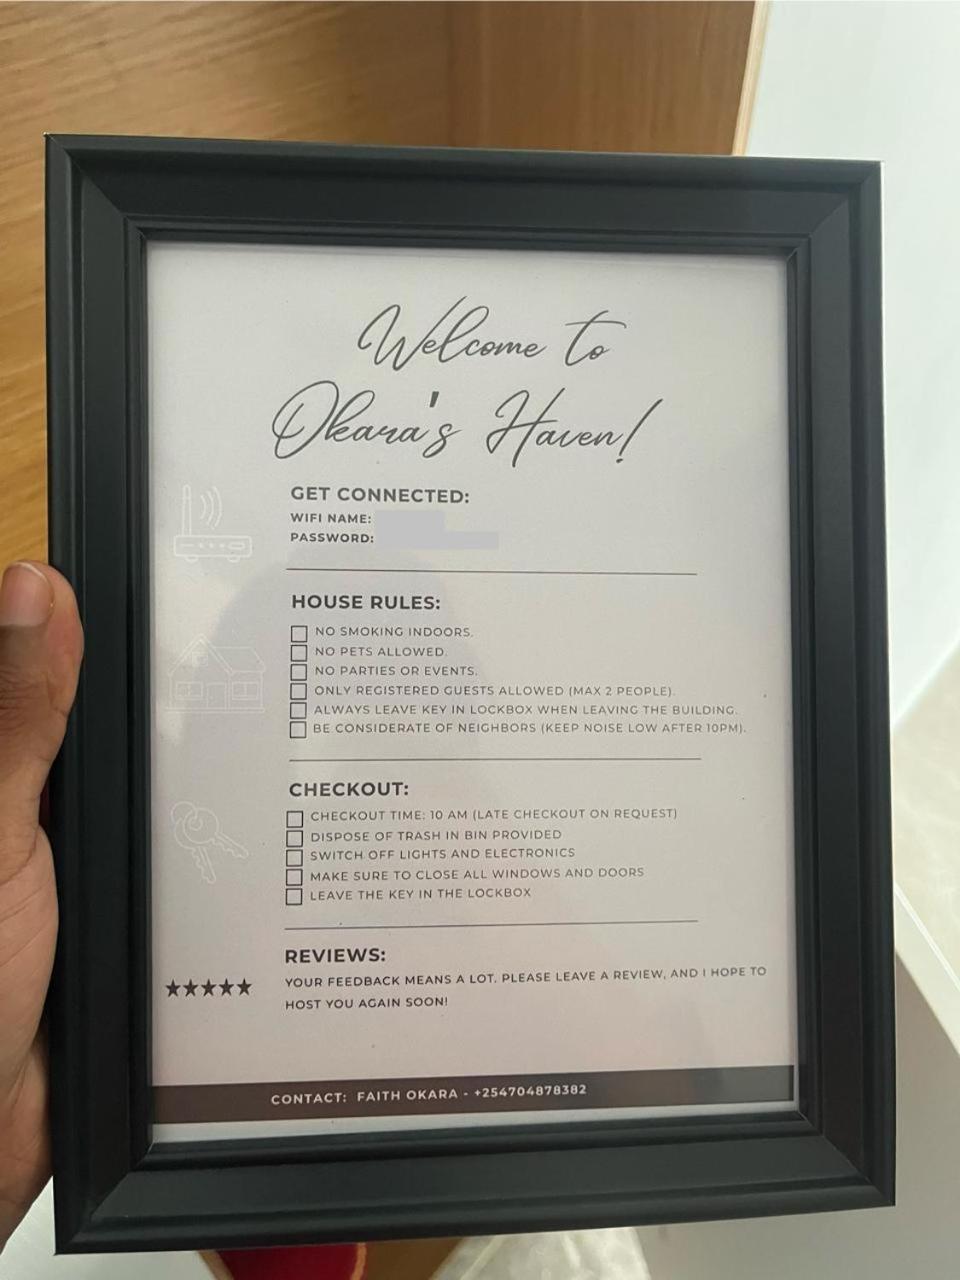 Welcome to
Okara's Haven!
GET CONNECTED:
WIFI NAME:
PASSWORD:
HOUSE RULES:
NO SMOKING INDOORS.
NO PETS ALLOWED.
NO PARTIES OR EVENTS.
ONLY REGISTERED GUESTS ALLOWED (MAX 2 PEOPLE).
ALWAYS LEAVE KEY IN LOCKBOX WHEN LEAVING THE BUILDING.
BE CONSIDERATE OF NEIGHBORS (KEEP NOISE LOW AFTER 10PM).
CHECKOUT:
CHECKOUT TIME: 10 AM (LATE CHECKOUT ON REQUEST)
DISPOSE OF TRASH IN BIN PROVIDED
SWITCH OFF LIGHTS AND ELECTRONICS
MAKE SURE TO CLOSE ALL WINDOWS AND DOORS
LEAVE THE KEY IN THE LOCKBOX
REVIEWS:
YOUR FEEDBACK MEANS A LOT. PLEASE LEAVE A REVIEW, AND I HOPE TO
HOST YOU AGAIN SOON!
CONTACT: FAITH OKARA - +254704878382